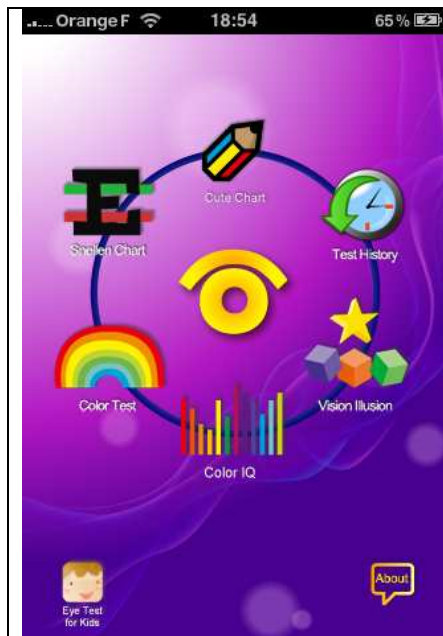 Orange F 18:54 65%
Cute Chart
Snellen Chart
Test History
Color Test
Vision Illusion
Color IQ
Eye Test
for Kids
About